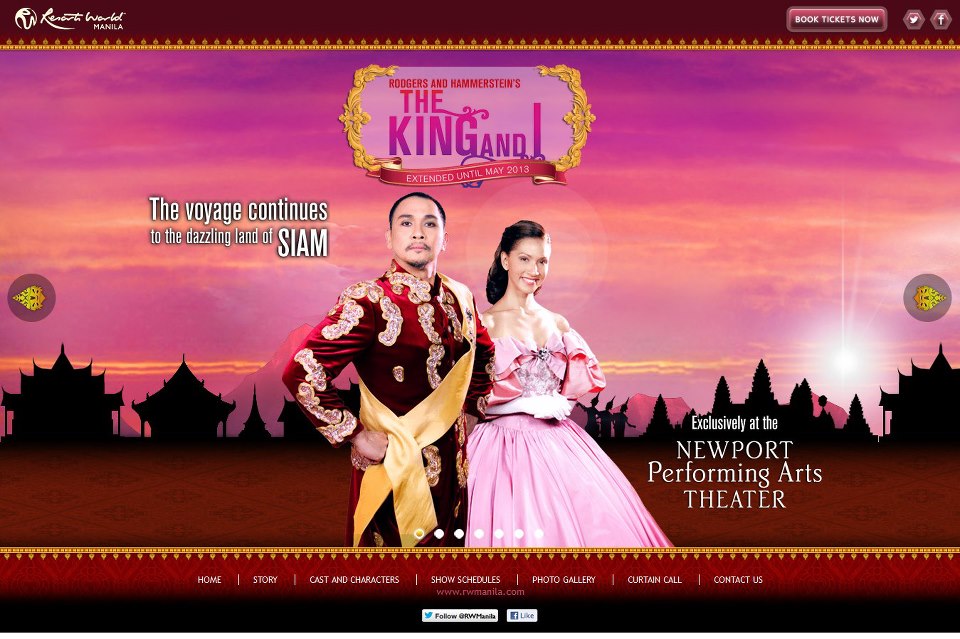 Resorts World
MANILA
BOOK TICKETS NOW
RODGERS AND HAMMERSTEIN'S
THE
KING AND I
EXTENDED UNTIL MAY 2013
The voyage continues
to the dazzling land of SIAM
Exclusively at the
NEWPORT
Performing Arts
THEATER
HOME
STORY
CAST AND CHARACTERS
SHOW SCHEDULES
PHOTO GALLERY
CURTAIN CALL
CONTACT US
www.rwmanila.com
Follow @RWManila
Like